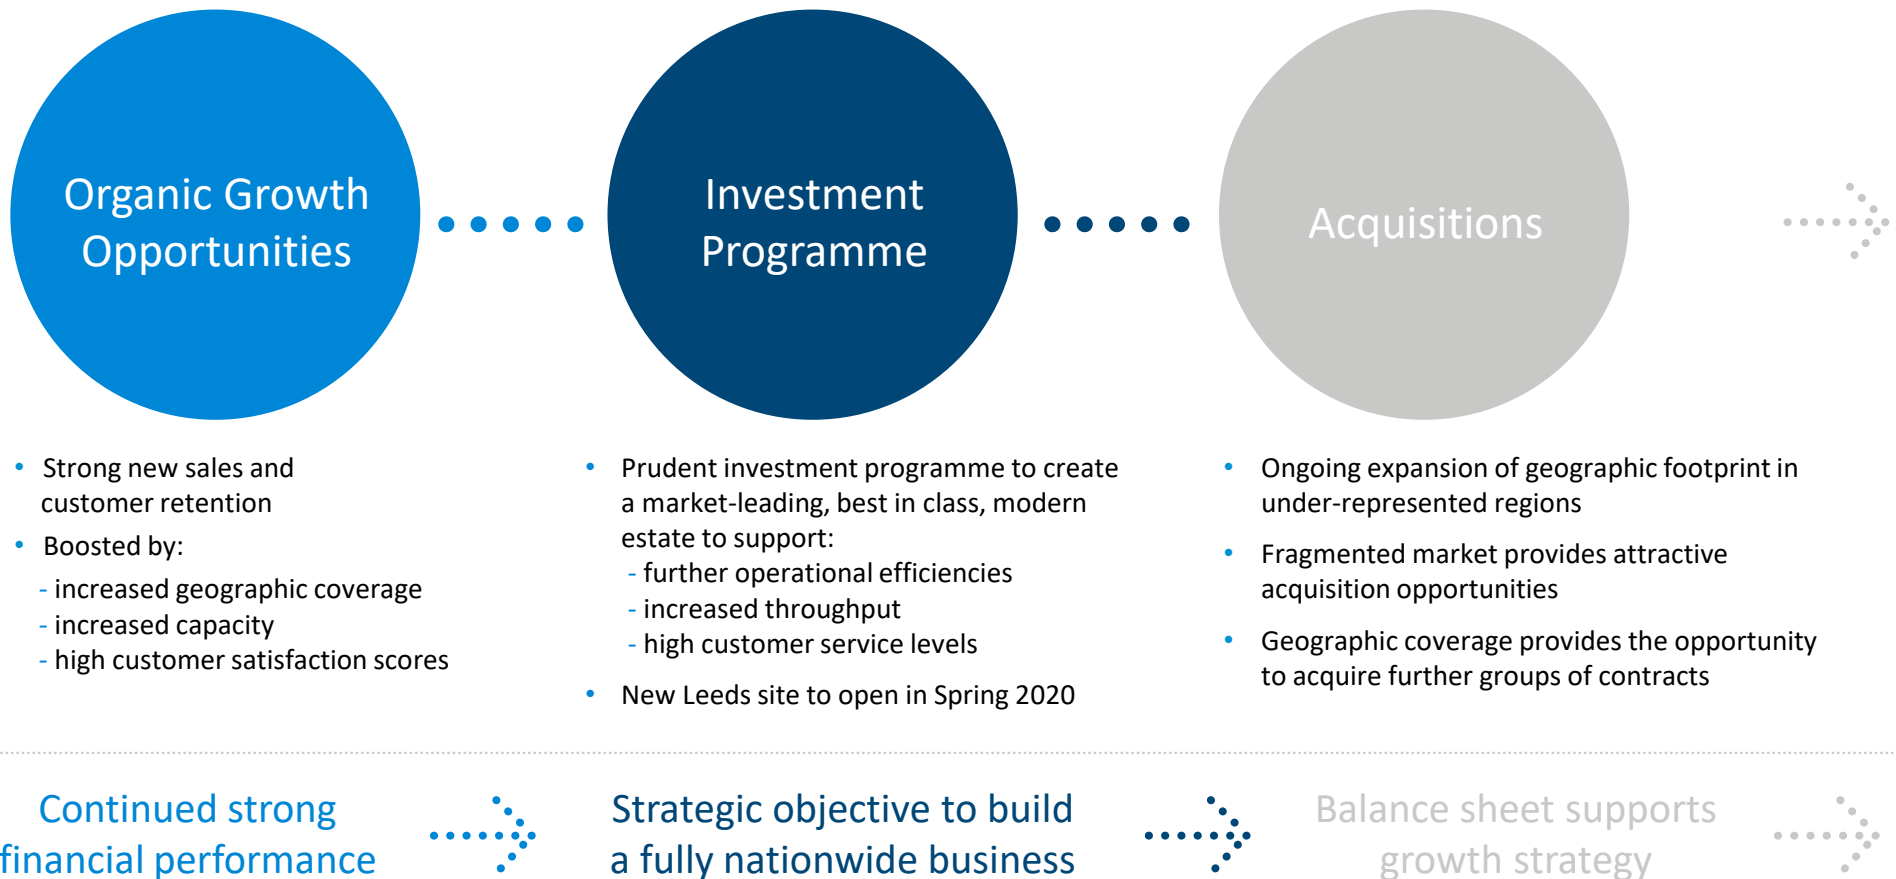 Organic Growth
Opportunities
Investment
Programme
Acquisitions
• Strong new sales and
customer retention
• Boosted by:
- increased geographic coverage
- increased capacity
- high customer satisfaction scores
• Prudent investment programme to create
a market-leading, best in class, modern
estate to support:
- further operational efficiencies
- increased throughput
- high customer service levels
• New Leeds site to open in Spring 2020
• Ongoing expansion of geographic footprint in
under-represented regions
• Fragmented market provides attractive
acquisition opportunities
• Geographic coverage provides the opportunity
to acquire further groups of contracts
Continued strong
financial performance
Strategic objective to build
a fully nationwide business
Balance sheet supports
growth strategy